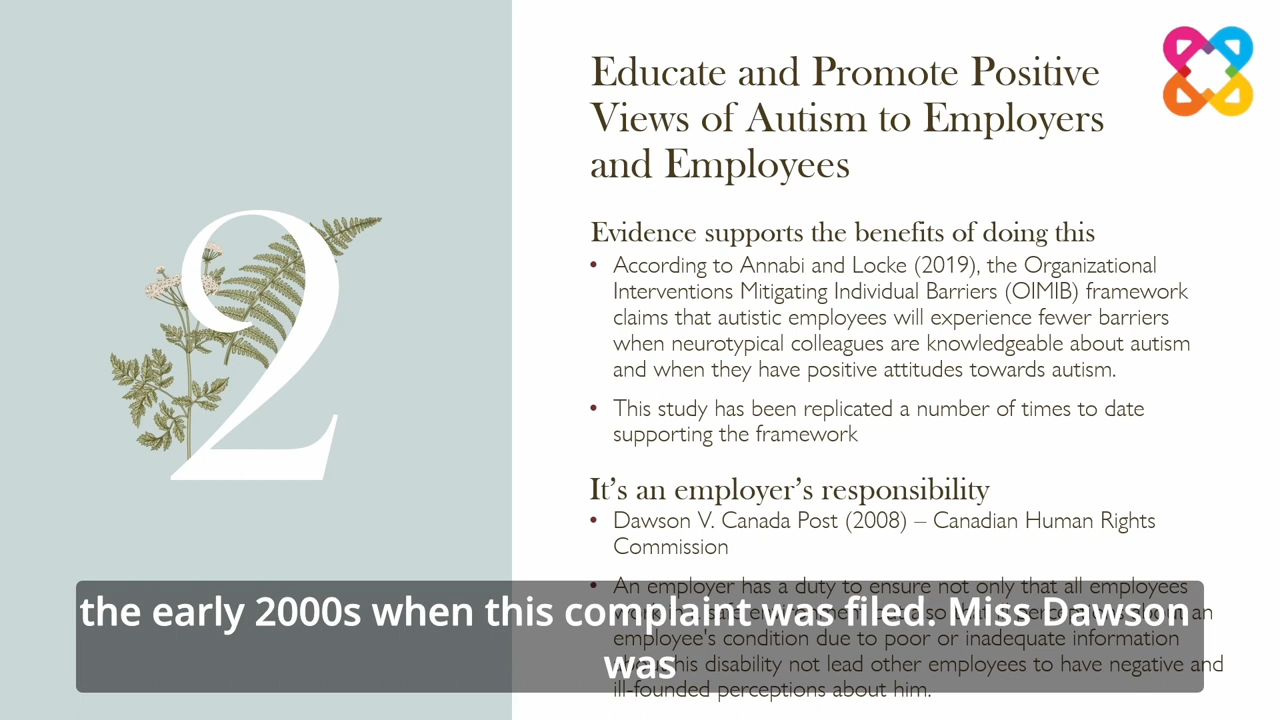 2
Educate and Promote Positive
Views of Autism to Employers
and Employees
Evidence supports the benefits of doing this
• According to Annabi and Locke (2019), the Organizational
Interventions Mitigating Individual Barriers (OIMIB) framework
claims that autistic employees will experience fewer barriers
when neurotypical colleagues are knowledgeable about autism
and when they have positive attitudes towards autism.
• This study has been replicated a number of times to date
supporting the framework
It's an employer's responsibility
• Dawson V. Canada Post (2008) – Canadian Human Rights
Commission
• An employer has a duty to ensure not only that all employees
an
employee's condition due to poor or inadequate information
his disability not lead other employees to have negative and
ill-founded perceptions about him.
the early 2000s when this complaint was filed. Miss Dawson
was